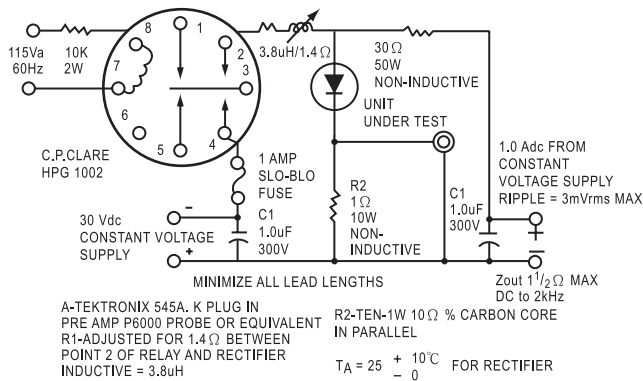 115Va
60Hz
10K
2W
8
1
2
7
3
6
5
4
C.P.CLARE
HPG 1002
3.8uH/1.4Ω
30Ω
50W
NON-INDUCTIVE
UNIT
UNDER TEST
1 AMP
SLO-BLO
FUSE
R2
1Ω
10W
NON-
INDUCTIVE
C1
1.0uF
300V
1.0 Adc FROM
CONSTANT
VOLTAGE SUPPLY
RIPPLE = 3mVrms MAX
+
−
−
30 Vdc
CONSTANT VOLTAGE
SUPPLY
+
C1
1.0uF
300V
MINIMIZE ALL LEAD LENGTHS
Zout 1 1/2 Ω MAX
DC to 2kHz
A-TEKTRONIX 545A. K PLUG IN
PRE AMP P6000 PROBE OR EQUIVALENT
R1-ADJUSTED FOR 1.4Ω BETWEEN
POINT 2 OF RELAY AND RECTIFIER
INDUCTIVE = 3.8uH
R2-TEN-1W 10Ω % CARBON CORE
IN PARALLEL
TA = 25 + 10℃ FOR RECTIFIER
− 0